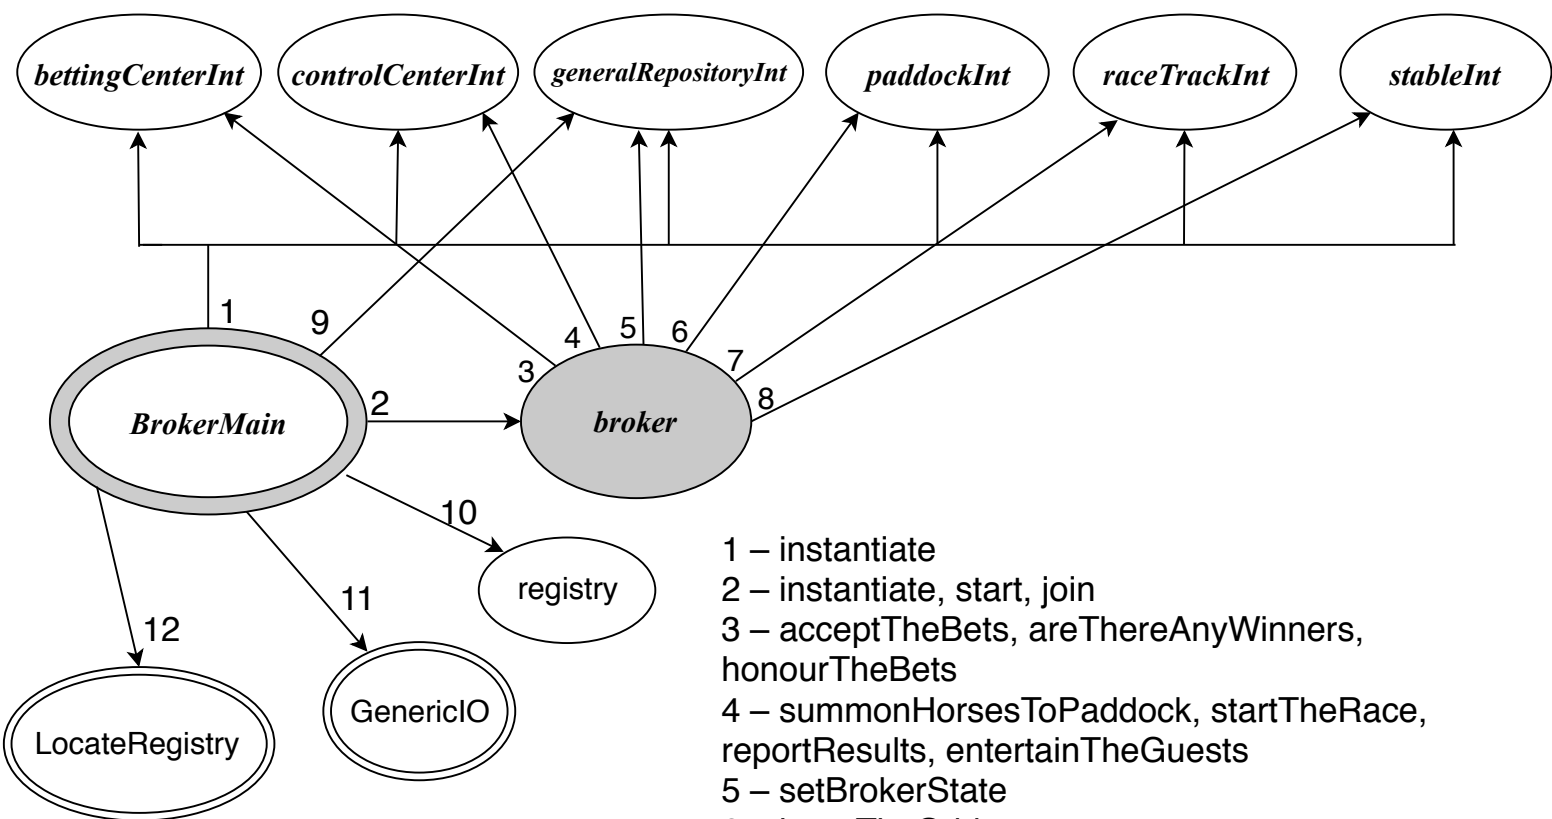 bettingCenterInt
controlCenterInt
generalRepositoryInt
paddockInt
raceTrackInt
stableInt
1
9
4
5
6
7
3
8
2
BrokerMain
broker
10
registry
11
12
GenericIO
LocateRegistry
1 – instantiate
2 – instantiate, start, join
3 – acceptTheBets, areThereAnyWinners,
honourTheBets
4 – summonHorsesToPaddock, startTheRace,
reportResults, entertainTheGuests
5 – setBrokerState